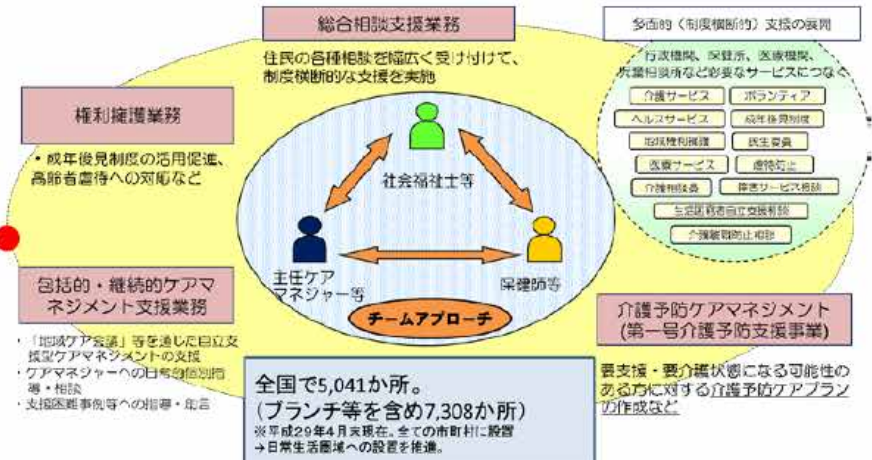 総合相談支援業務
住民の各種相談を幅広く受け付けて、
制度横断的な支援を実施
多面的（制度横断的）支援の展開
行政機関、保健所、医療機関、
児童相談所など必要なサービスにつなぐ
介護サービス
ボランティア
ヘルスサービス
成年後見制度
地域権利擁護
民生委員
医療サービス
虐待防止
介護相談員
障害サービス相談
生活困窮者自立支援相談
介護離職防止相談
権利擁護業務
・成年後見制度の活用促進、
高齢者虐待への対応など
社会福祉士等
主任ケア
マネジャー等
保健師等
チームアプローチ
包括的・継続的ケアマ
ネジメント支援業務
・「地域ケア会議」等を通じた自立支
援型ケアマネジメントの支援
・ケアマネジャーへの日常的個別指
導・相談
・支援困難事例等への指導・助言
全国で5,041か所。
(ブランチ等を含め7,308か所)
※平成29年4月末現在。全ての市町村に設置
→日常生活圏域への設置を推進。
介護予防ケアマネジメント
(第一号介護予防支援事業)
要支援・要介護状態になる可能性の
ある方に対する介護予防ケアプラン
の作成など